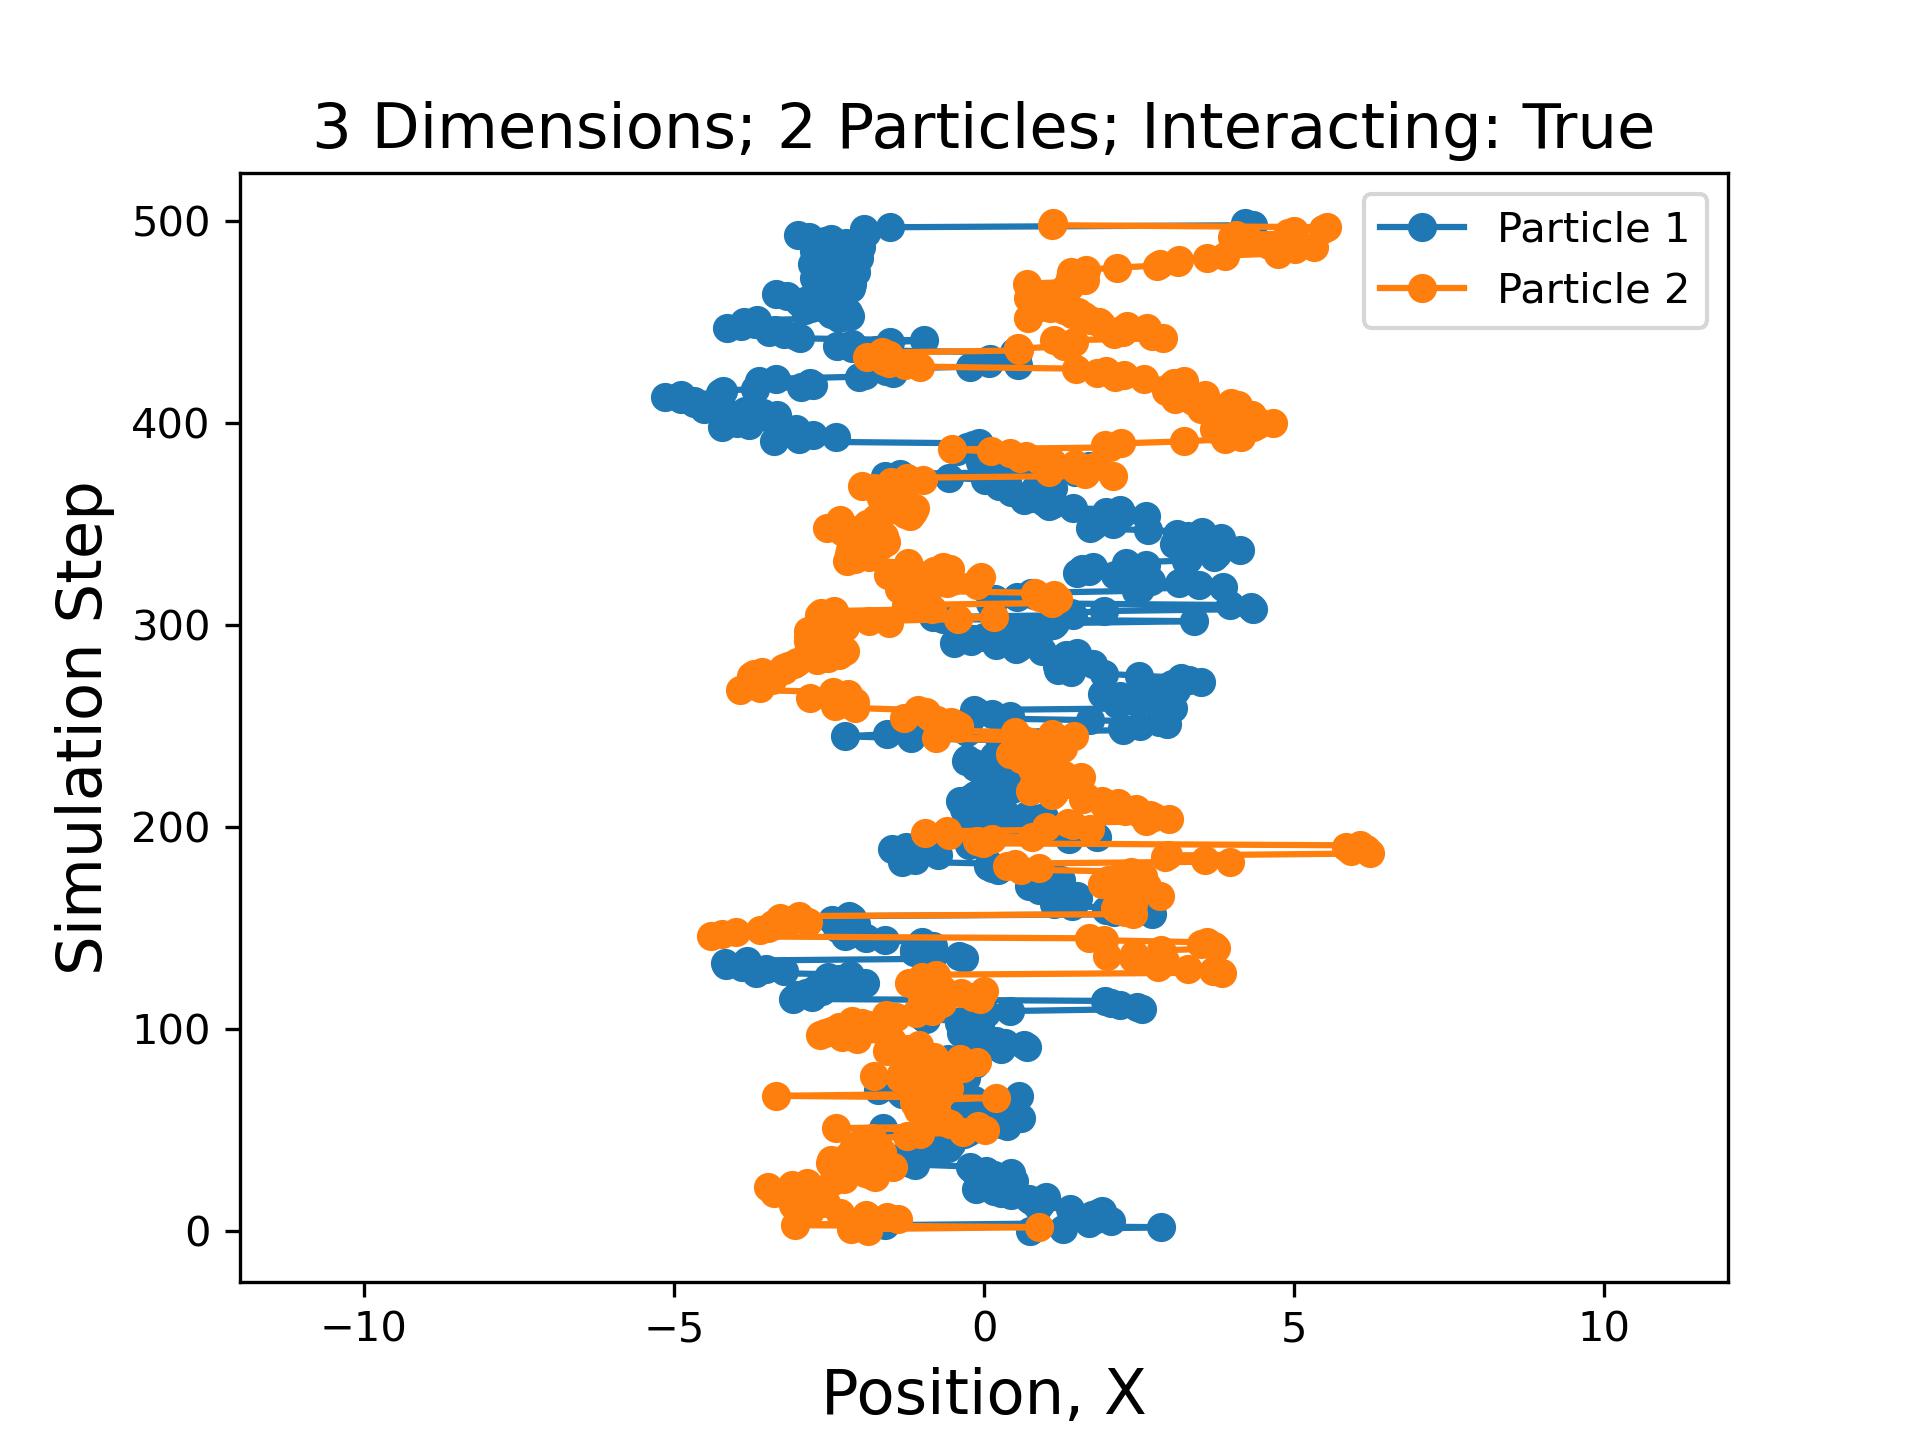 3 Dimensions; 2 Particles; Interacting: True
Particle 1
Particle 2
500
400
300
200
100
0
Simulation Step
−10
−5
0
5
10
Position, X